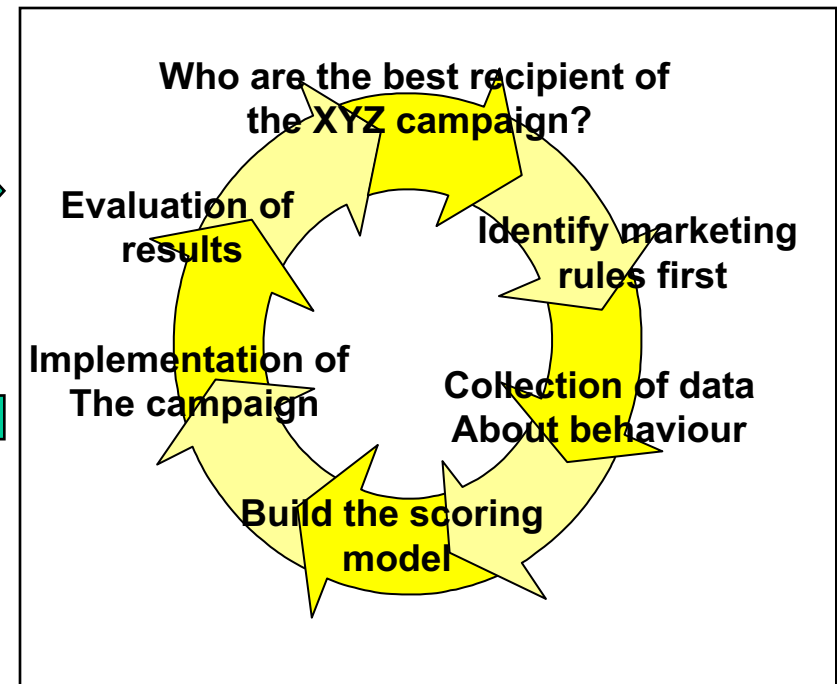 Who are the best recipient of
the XYZ campaign?
Identify marketing
rules first
Collection of data
About behaviour
Build the scoring
model
Implementation of
The campaign
Evaluation of
results